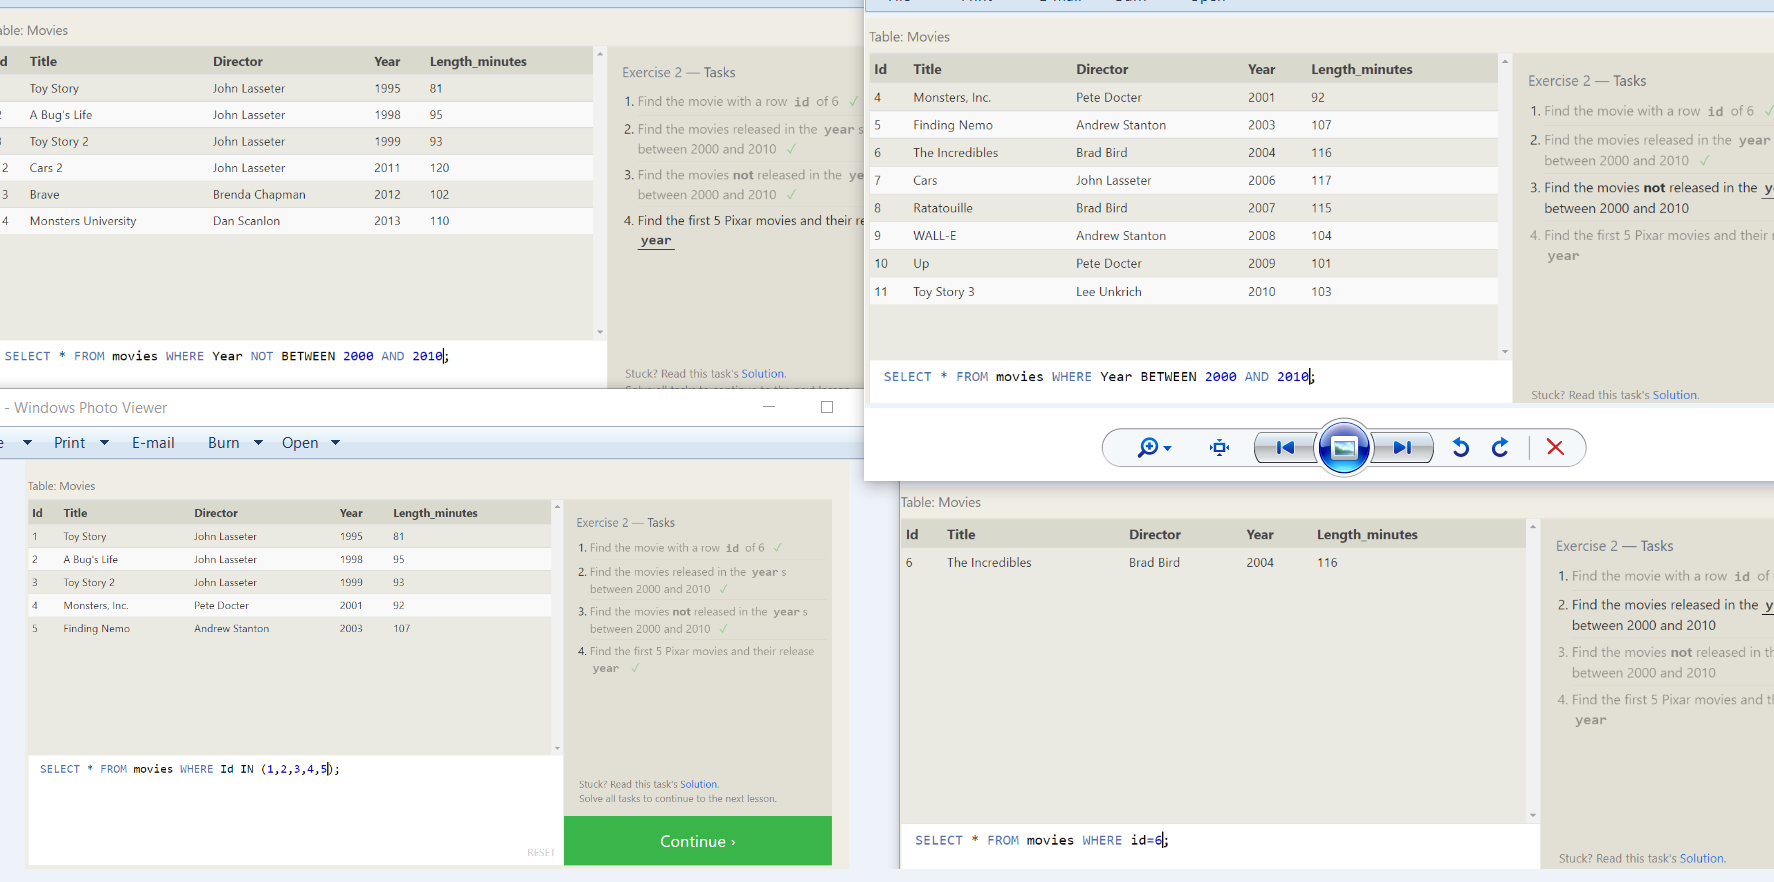 Table: Movies
Id Title Director Year Length_minutes
Toy Story John Lasseter 1995 81
A Bug's Life John Lasseter 1998 95
Toy Story 2 John Lasseter 1999 93
2 Cars 2 John Lasseter 2011 120
3 Brave Brenda Chapman 2012 102
4 Monsters University Dan Scanlon 2013 110
Exercise 2 — Tasks
1. Find the movie with a row id of 6 ✓
2. Find the movies released in the year s
between 2000 and 2010 ✓
3. Find the movies not released in the ye
between 2000 and 2010 ✓
4. Find the first 5 Pixar movies and their re
year
SELECT * FROM movies WHERE Year NOT BETWEEN 2000 AND 2010;
Stuck? Read this task's Solution.
Solve all tasks to continue to the next lesson.
File Print E-mail Burn Open
Table: Movies
Id Title Director Year Length_minutes
4 Monsters, Inc. Pete Docter 2001 92
5 Finding Nemo Andrew Stanton 2003 107
6 The Incredibles Brad Bird 2004 116
7 Cars John Lasseter 2006 117
8 Ratatouille Brad Bird 2007 115
9 WALL-E Andrew Stanton 2008 104
10 Up Pete Docter 2009 101
11 Toy Story 3 Lee Unkrich 2010 103
Exercise 2 — Tasks
1. Find the movie with a row id of 6 ✓
2. Find the movies released in the year
between 2000 and 2010 ✓
3. Find the movies not released in the y
between 2000 and 2010
4. Find the first 5 Pixar movies and their
year
SELECT * FROM movies WHERE Year BETWEEN 2000 AND 2010;
Stuck? Read this task's Solution.
- Windows Photo Viewer
e Print E-mail Burn Open
Table: Movies
Id Title Director Year Length_minutes
1 Toy Story John Lasseter 1995 81
2 A Bug's Life John Lasseter 1998 95
3 Toy Story 2 John Lasseter 1999 93
4 Monsters, Inc. Pete Docter 2001 92
5 Finding Nemo Andrew Stanton 2003 107
Exercise 2 — Tasks
1. Find the movie with a row id of 6 ✓
2. Find the movies released in the year s
between 2000 and 2010 ✓
3. Find the movies not released in the year s
between 2000 and 2010 ✓
4. Find the first 5 Pixar movies and their release
year ✓
SELECT * FROM movies WHERE Id IN (1,2,3,4,5);
Stuck? Read this task's Solution.
Solve all tasks to continue to the next lesson.
RESET
Continue ›
Table: Movies
Id Title Director Year Length_minutes
6 The Incredibles Brad Bird 2004 116
Exercise 2 — Tasks
1. Find the movie with a row id of
2. Find the movies released in the y
between 2000 and 2010
3. Find the movies not released in th
between 2000 and 2010
4. Find the first 5 Pixar movies and th
year
SELECT * FROM movies WHERE id=6;
Stuck? Read this task's Solution.